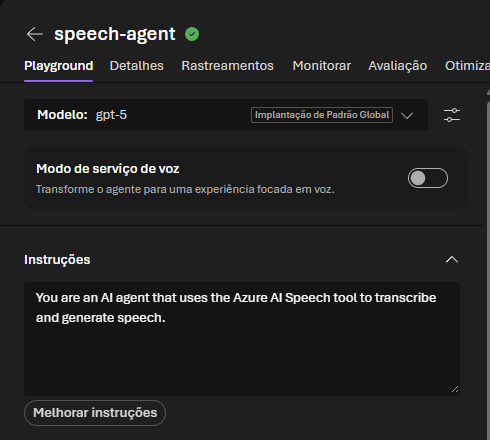 speech-agent
Playground Detalhes Rastreamentos Monitorar Avaliação Otimiza
Modelo: gpt-5 Implantação de Padrão Global
Modo de serviço de voz
Transforme o agente para uma experiência focada em voz.
Instruções
You are an AI agent that uses the Azure AI Speech tool to transcribe
and generate speech.
Melhorar instruções